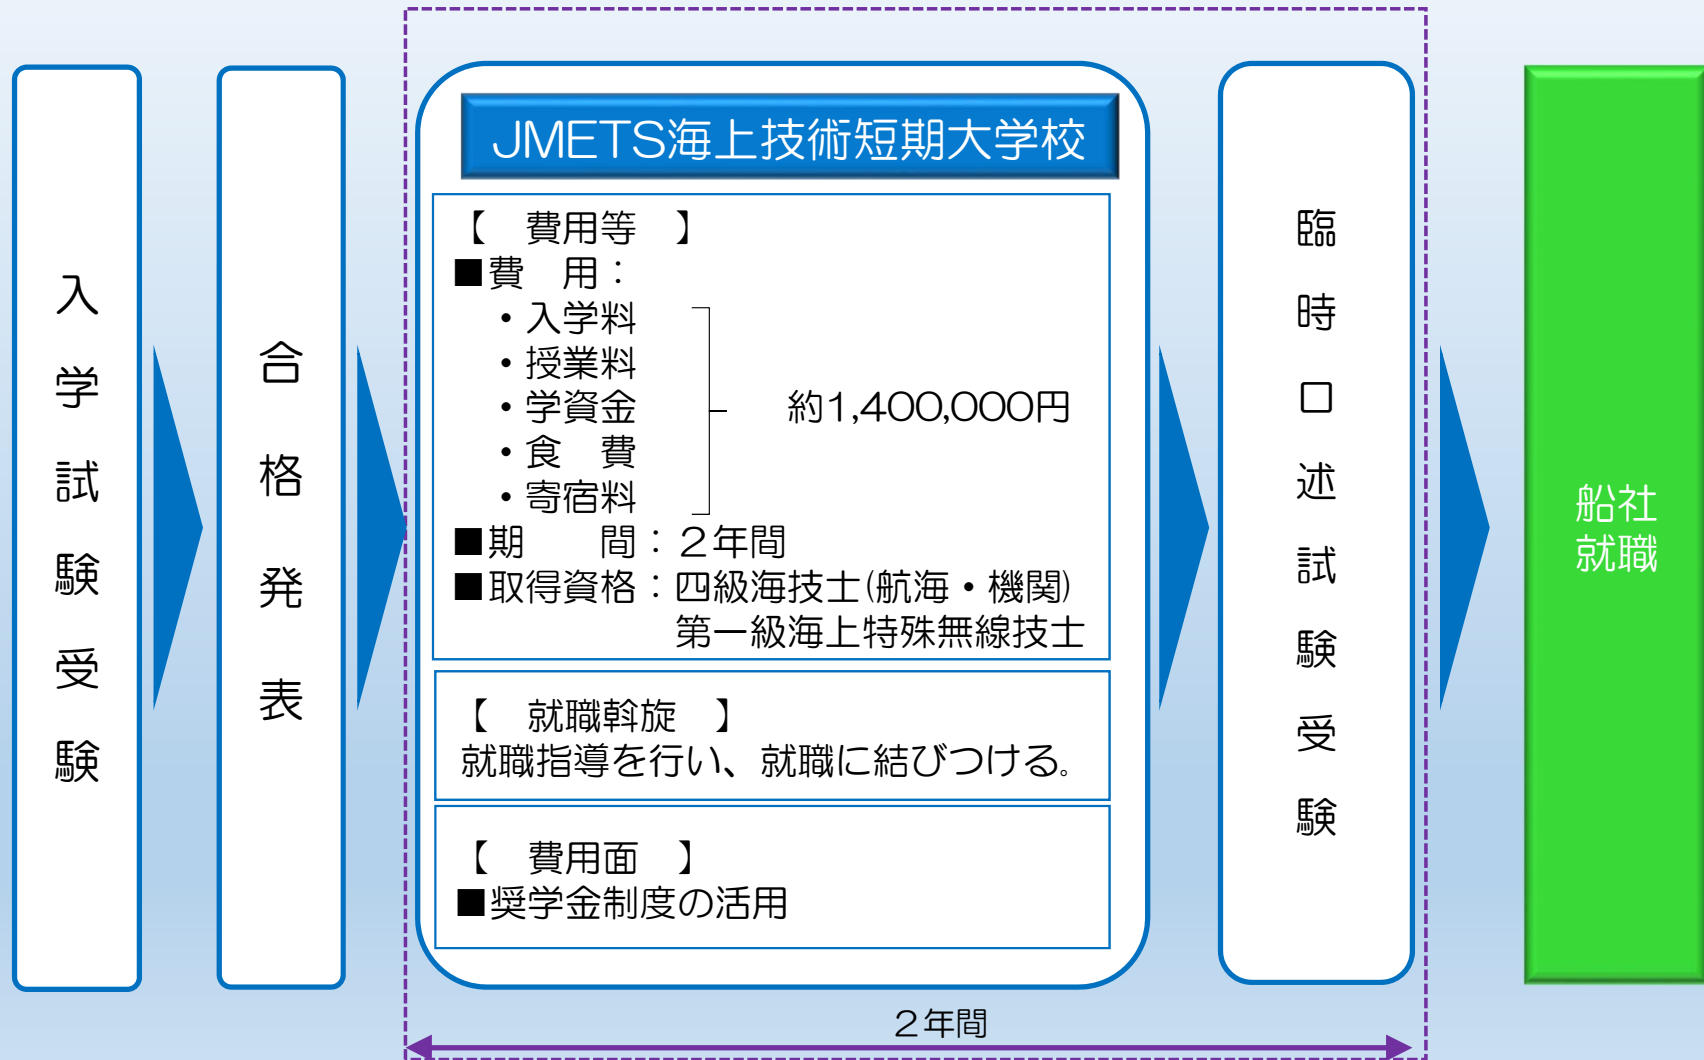 入学試験受験
合格発表
JMETS海上技術短期大学校
【　費用等　】
■費　用：
・入学料
・授業料
・学資金
・食　費
・寄宿料
約1,400,000円
■期　　間：２年間
■取得資格：四級海技士(航海・機関)
第一級海上特殊無線技士
【　就職斡旋　】
就職指導を行い、就職に結びつける。
【　費用面　】
■奨学金制度の活用
臨時口述試験受験
船社
就職
２年間